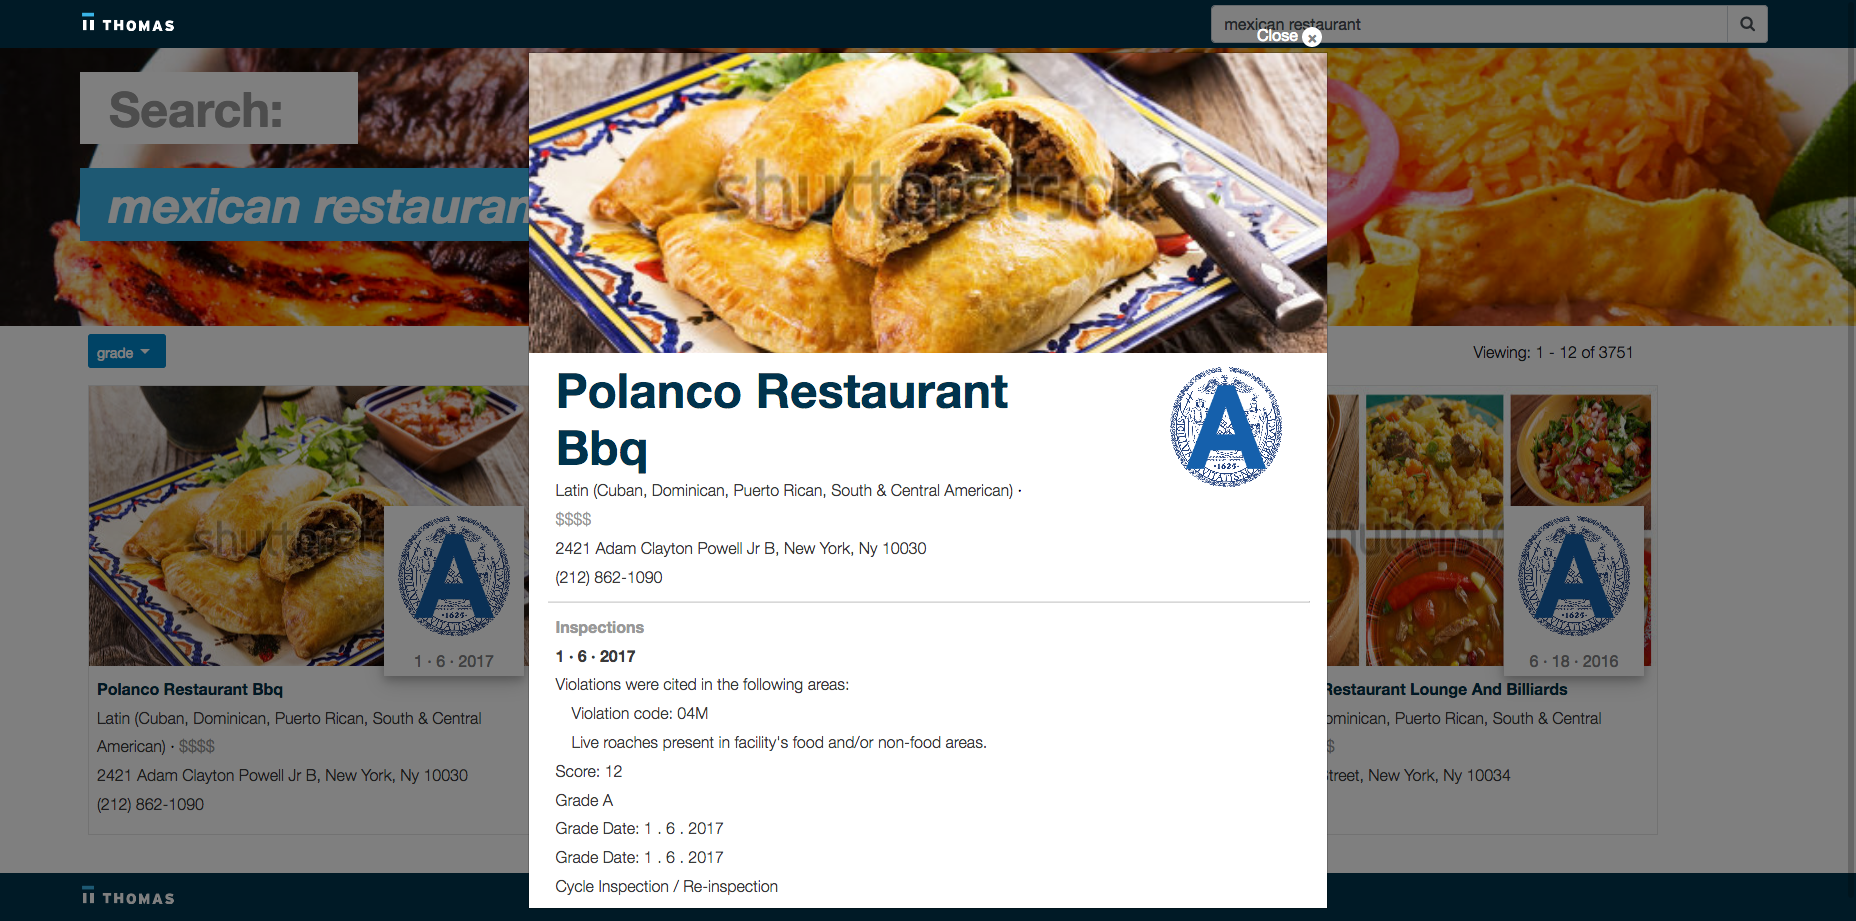 THOMAS
mexican restaurant
Close
Search:
mexican restauran
shutterstock
grade
Viewing: 1 - 12 of 3751
Polanco Restaurant
Bbq
A
1625
Latin (Cuban, Dominican, Puerto Rican, South & Central American) ·
$$$$
2421 Adam Clayton Powell Jr B, New York, Ny 10030
(212) 862-1090
Inspections
1 · 6 · 2017
Violations were cited in the following areas:
Violation code: 04M
Live roaches present in facility's food and/or non-food areas.
Score: 12
Grade A
Grade Date: 1 . 6 . 2017
Grade Date: 1 . 6 . 2017
Cycle Inspection / Re-inspection
shutterst
A
1625
1 · 6 · 2017
Polanco Restaurant Bbq
Latin (Cuban, Dominican, Puerto Rican, South & Central
American) · $$$$
2421 Adam Clayton Powell Jr B, New York, Ny 10030
(212) 862-1090
hutterst
A
1625
6 · 18 · 2016
Restaurant Lounge And Billiards
ominican, Puerto Rican, South & Central
$
treet, New York, Ny 10034
THOMAS